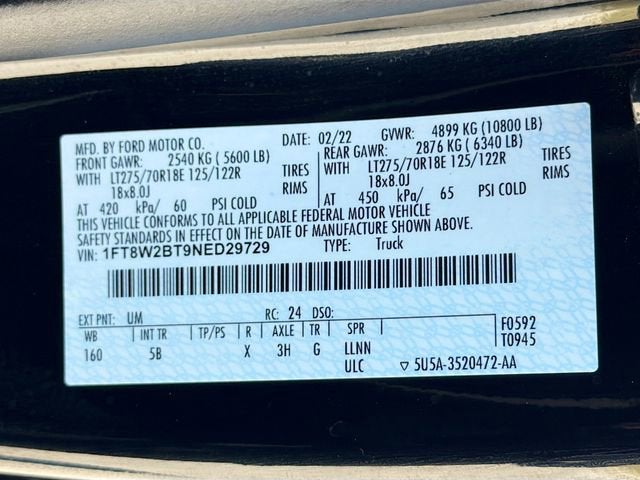 MFD. BY FORD MOTOR CO. DATE: 02/22 GVWR: 4899 KG (10800 LB)
FRONT GAWR: 2540 KG (5600 LB) REAR GAWR: 2876 KG (6340 LB)
WITH LT275/70R18E 125/122R TIRES WITH LT275/70R18E 125/122R TIRES
18x8.0J RIMS 18x8.0J RIMS
AT 420 kPa/ 60 PSI COLD AT 450 kPa/ 65 PSI COLD
THIS VEHICLE CONFORMS TO ALL APPLICABLE FEDERAL MOTOR VEHICLE
SAFETY STANDARDS IN EFFECT ON THE DATE OF MANUFACTURE SHOWN ABOVE.
VIN: 1FT8W2BT9NED29729 TYPE: Truck
EXT PNT: UM RC: 24 DSO:
WB INT TR TP/PS R AXLE TR SPR F0592
160 5B X 3H G LLNN T0945
ULC ▽ 5U5A-3520472-AA